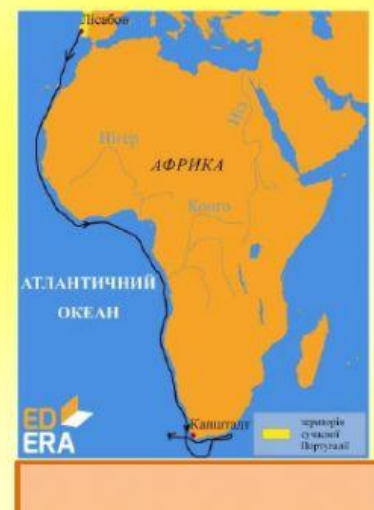 Лісабон
Ніл
Нігер
АФРИКА
Конго
АТЛАНТИЧНИЙ
ОКЕАН
ED
ERA
Капштадт
територія
сучасної
Португалії